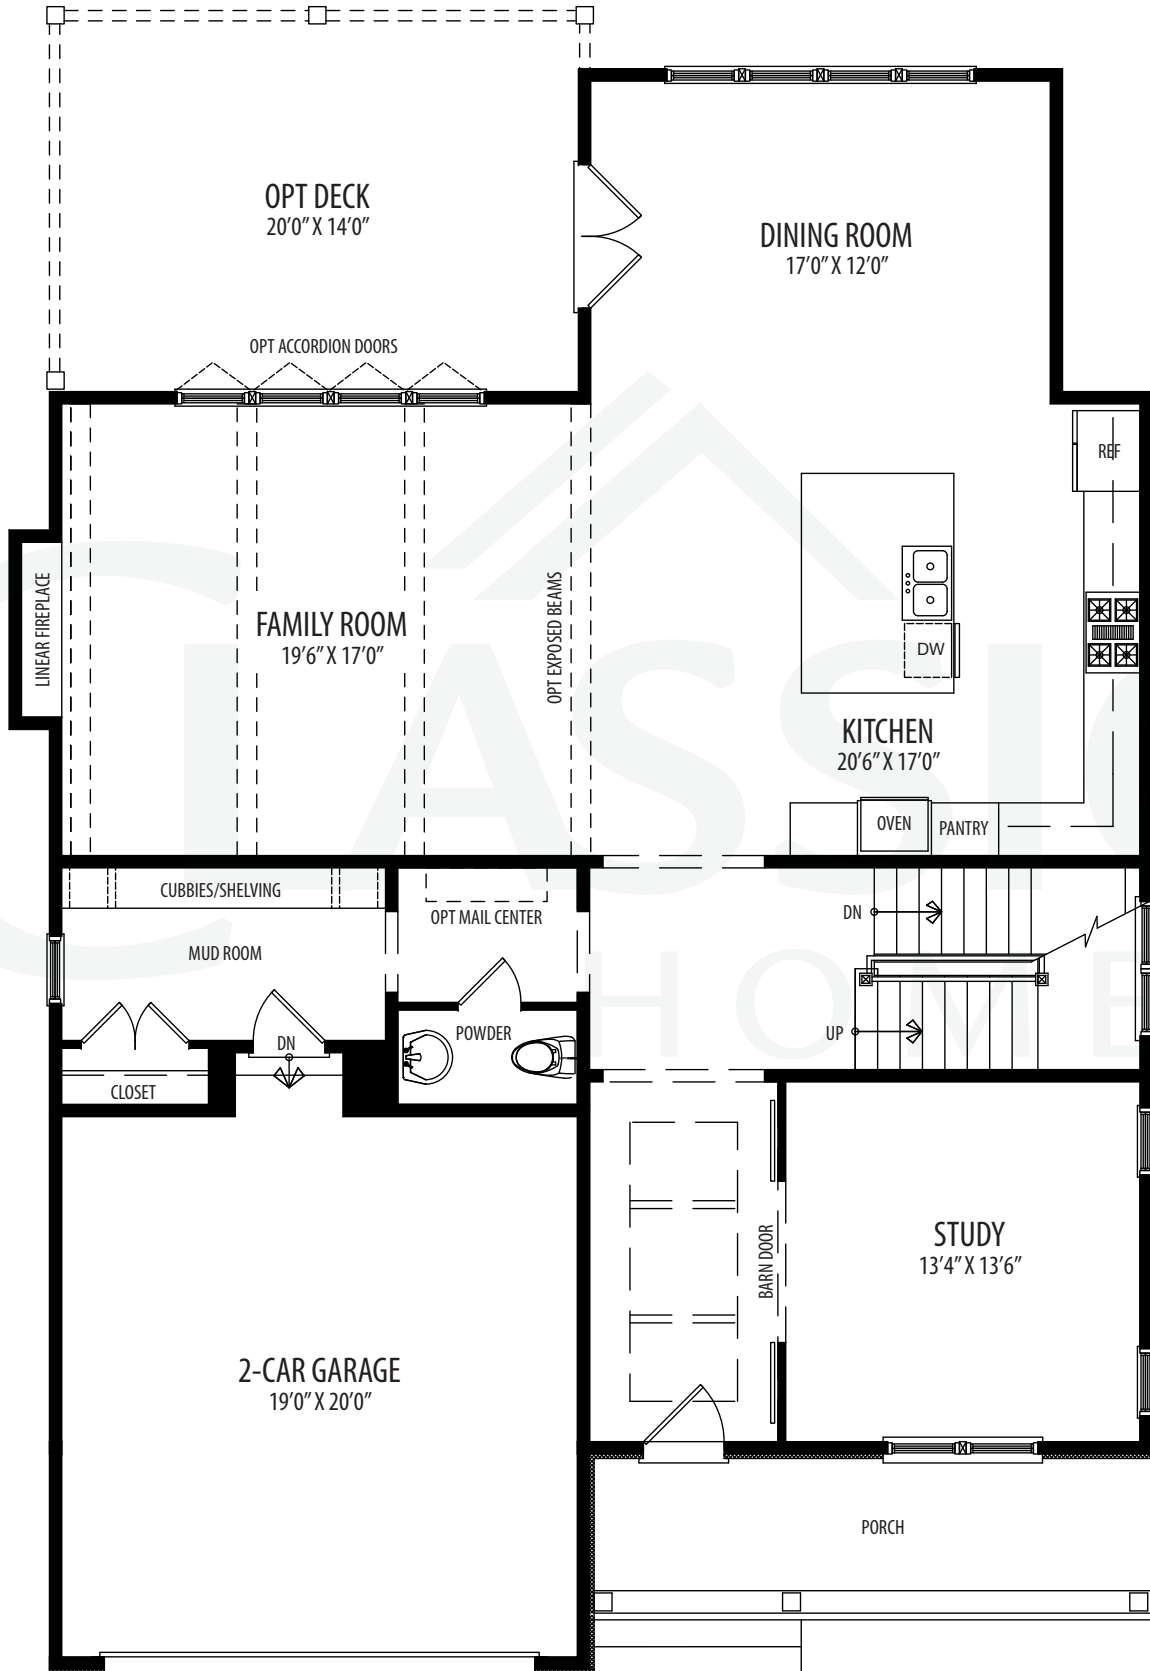 OPT DECK
20'0" X 14'0"
DINING ROOM
17'0" X 12'0"
OPT ACCORDION DOORS
REF
LINEAR FIREPLACE
FAMILY ROOM
19'6" X 17'0"
OPT EXPOSED BEAMS
DW
KITCHEN
20'6" X 17'0"
OVEN
PANTRY
CUBBIES/SHELVING
OPT MAIL CENTER
DN
MUD ROOM
UP
POWDER
DN
CLOSET
BARN DOOR
STUDY
13'4" X 13'6"
2-CAR GARAGE
19'0" X 20'0"
PORCH
CLASSIC
HOME